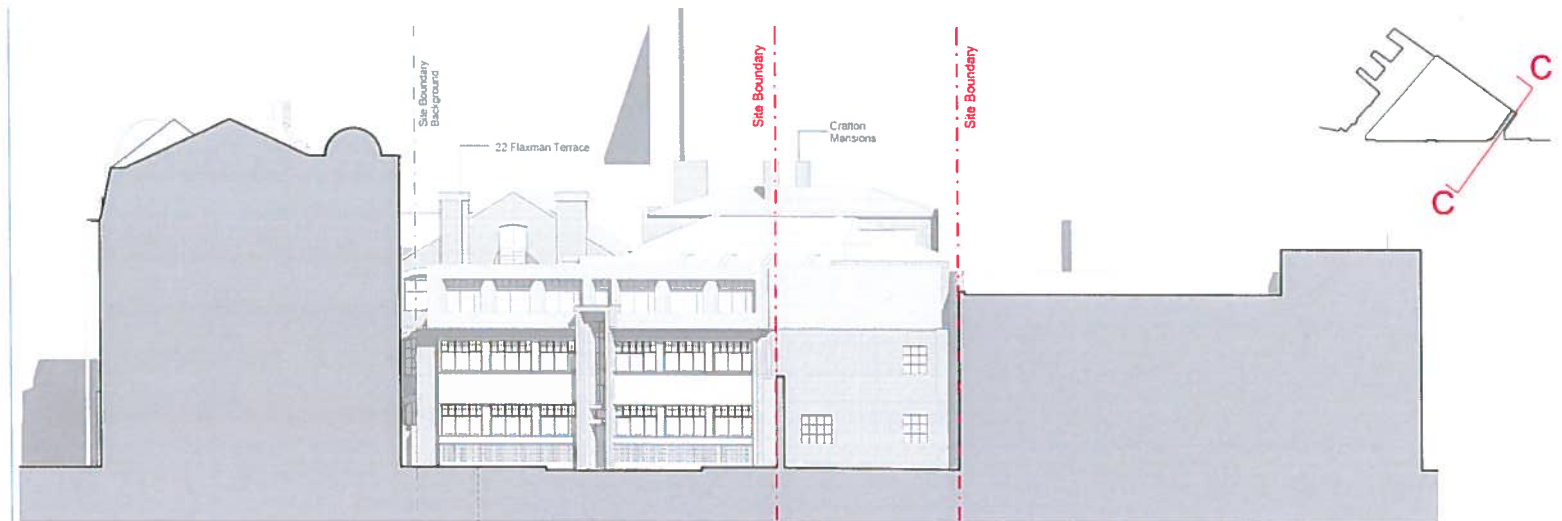 Site Boundary
Background
22 Flaxman Terrace
Site Boundary
Crafton
Mansions
Site Boundary
C
C